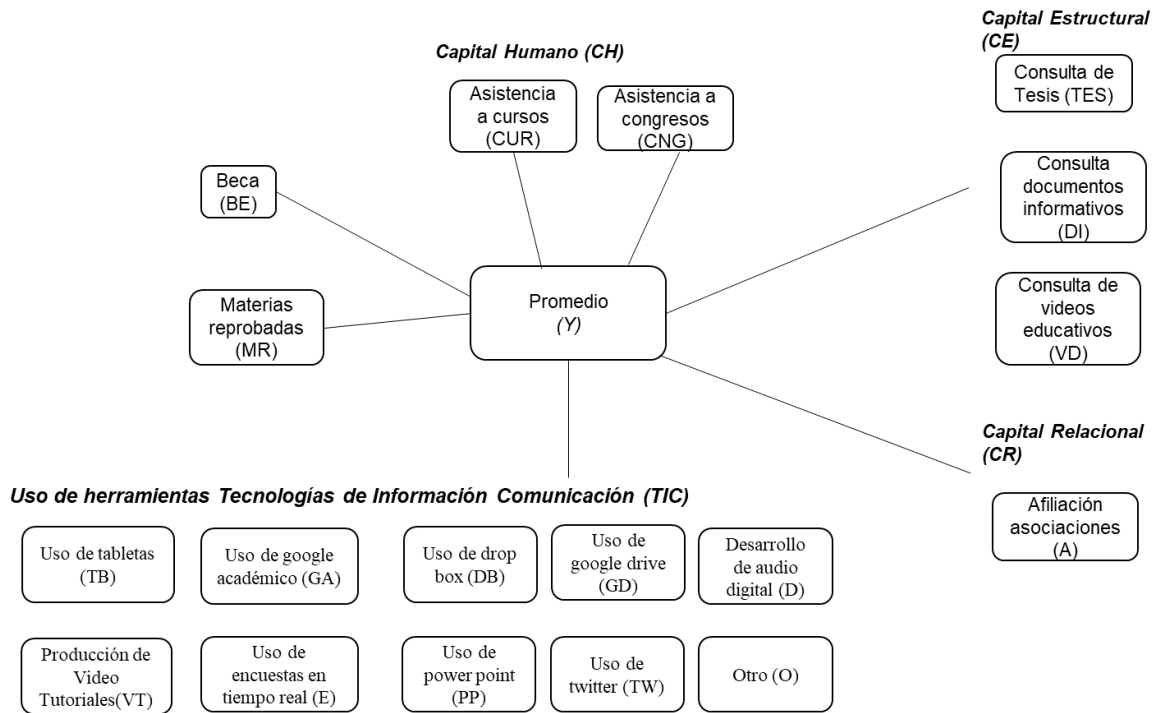 Capital Humano (CH)
Asistencia
a cursos
(CUR)
Asistencia a
congresos
(CNG)
Capital Estructural
(CE)
Consulta de
Tesis (TES)
Consulta
documentos
informativos
(DI)
Consulta de
videos
educativos
(VD)
Beca
(BE)
Materias
reprobadas
(MR)
Promedio
(Y)
Capital Relacional
(CR)
Afiliación
asociaciones
(A)
Uso de herramientas Tecnologías de Información Comunicación (TIC)
Uso de tabletas
(TB)
Uso de google
académico (GA)
Uso de drop
box (DB)
Uso de
google drive
(GD)
Desarrollo
de audio
digital (D)
Producción de
Video
Tutoriales(VT)
Uso de
encuestas en
tiempo real (E)
Uso de
power point
(PP)
Uso de
twitter (TW)
Otro (O)